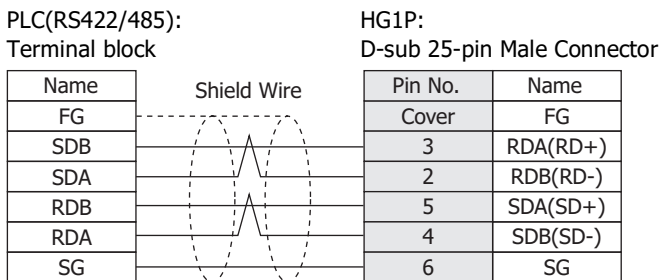 PLC(RS422/485): HG1P:
Terminal block D-sub 25-pin Male Connector
Name Shield Wire Pin No. Name
FG Cover FG
SDB 3 RDA(RD+)
SDA 2 RDB(RD-)
RDB 5 SDA(SD+)
RDA 4 SDB(SD-)
SG 6 SG